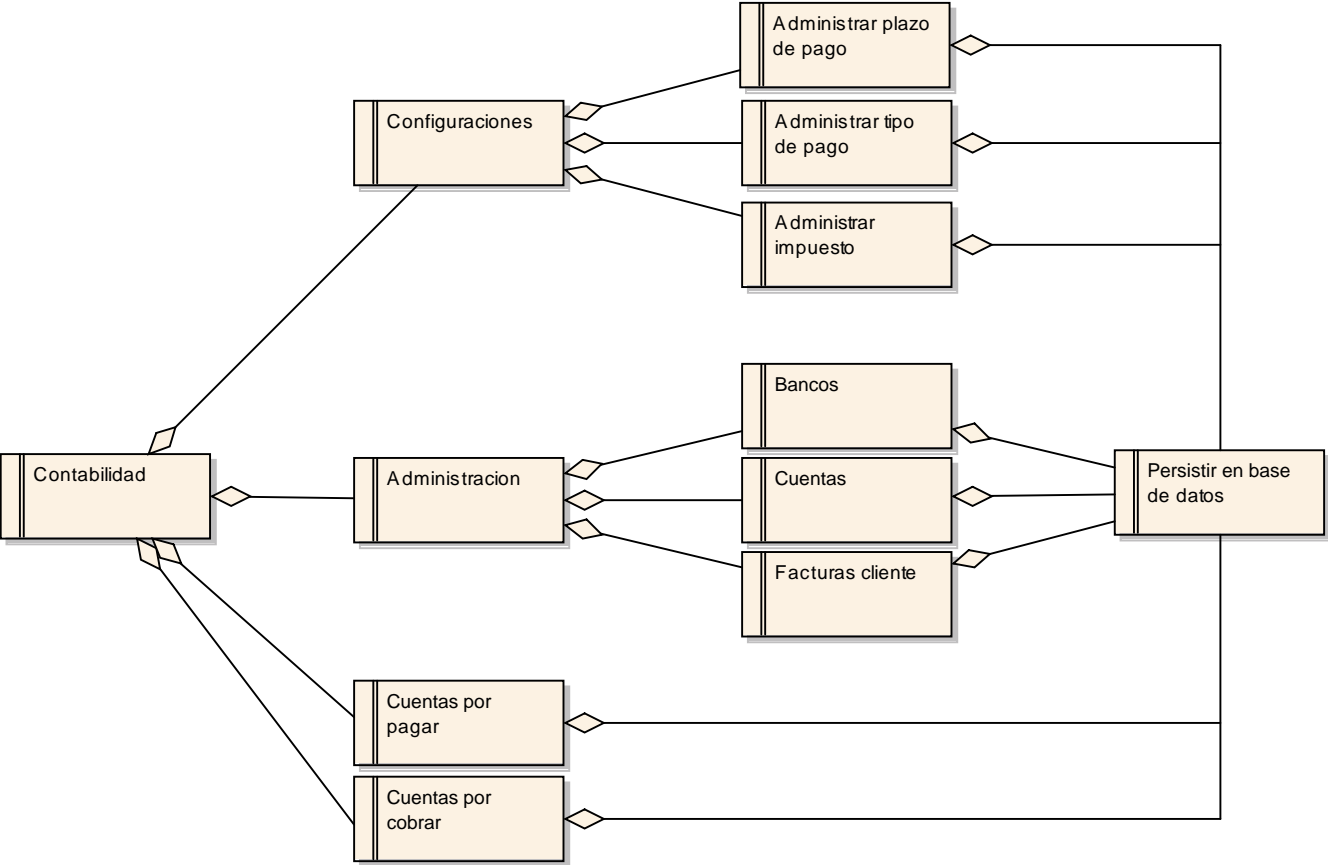 Administrar plazo
de pago
Configuraciones
Administrar tipo
de pago
Administrar
impuesto
Bancos
Contabilidad
Administracion
Cuentas
Persistir en base
de datos
Facturas cliente
Cuentas por
pagar
Cuentas por
cobrar